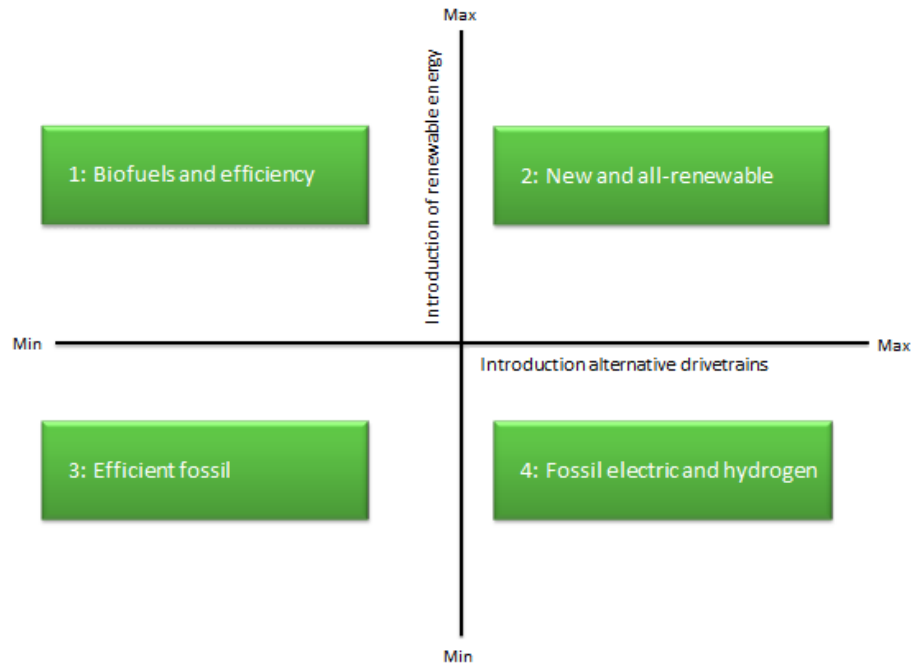 Max
Introduction of renewable energy
1: Biofuels and efficiency
2: New and all-renewable
Min
Max
Introduction alternative drivetrains
3: Efficient fossil
4: Fossil electric and hydrogen
Min